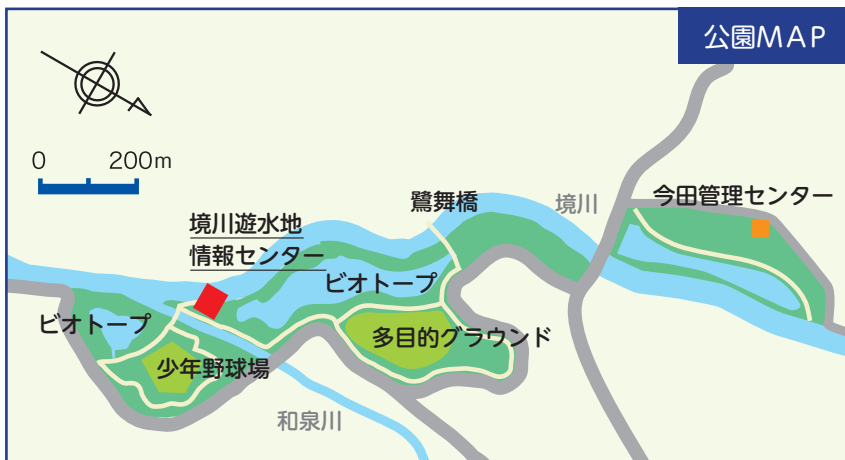 公園MAP
0 200m
鷺舞橋
境川
今田管理センター
境川遊水地
情報センター
ビオトープ
ビオトープ
多目的グラウンド
少年野球場
和泉川